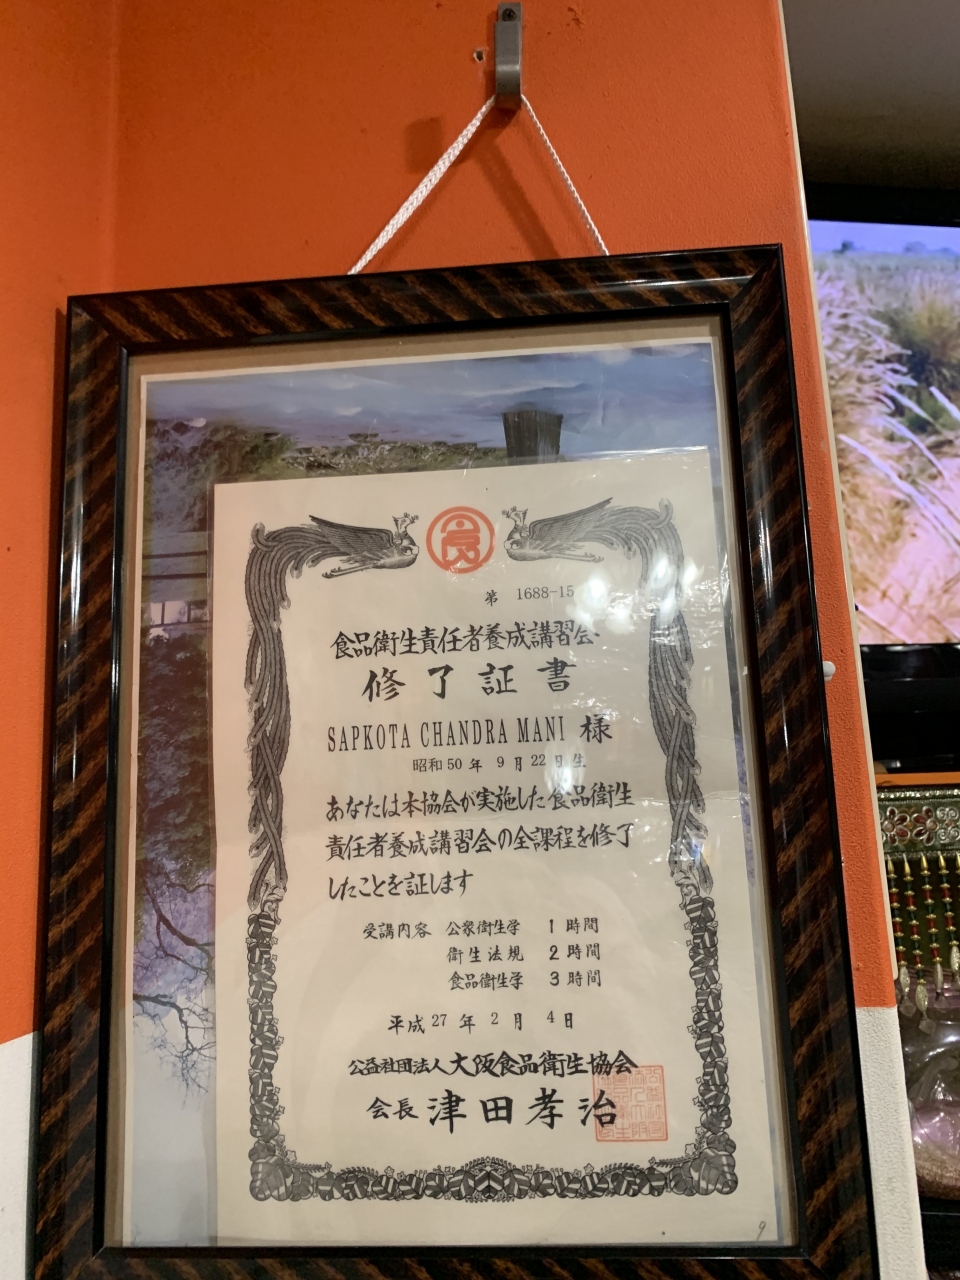 食
第 1688-15
食品衛生責任者養成講習会
修了証書
SAPKOTA CHANDRA MANI 様
昭和50年 9月22日生
あなたは本協会が実施した食品衛生
責任者養成講習会の全課程を修了
したことを証します
受講内容 公衆衛生学 1時間
衛生法規 2時間
食品衛生学 3時間
平成27年2月4日
公益社団法人大阪食品衛生協会
会長 津田孝治
9